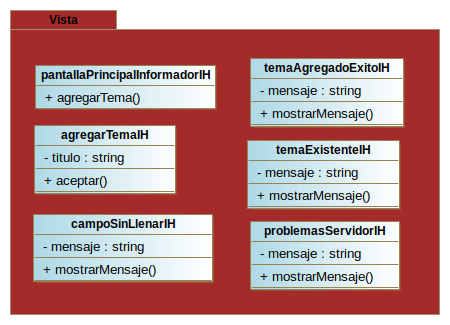 Vista
pantallaPrincipalInformadorIH
+ agregarTema()
agregarTemaIH
- titulo : string
+ aceptar()
campoSinLlenarIH
- mensaje : string
+ mostrarMensaje()
temaAgregadoExitoIH
- mensaje : string
+ mostrarMensaje()
temaExistenteIH
- mensaje : string
+ mostrarMensaje()
problemasServidorIH
- mensaje : string
+ mostrarMensaje()